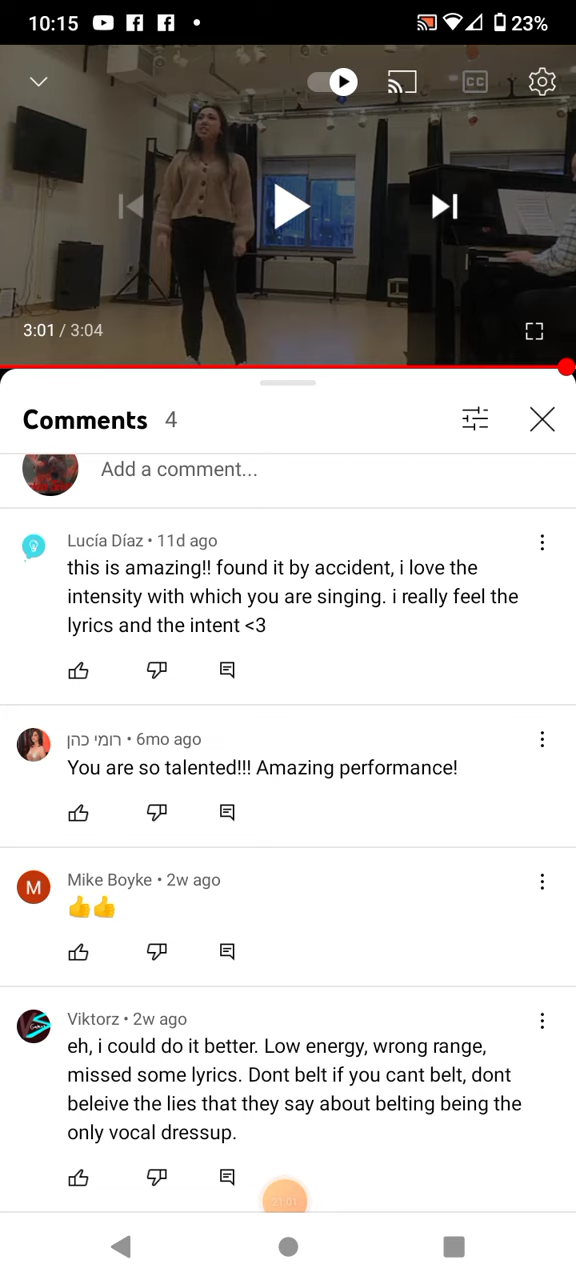 10:15
23%
CC
3:01 / 3:04
Comments 4
Add a comment...
Lucía Díaz • 11d ago
this is amazing!! found it by accident, i love the
intensity with which you are singing. i really feel the
lyrics and the intent <3
רומי כהן • 6mo ago
You are so talented!!! Amazing performance!
M
Mike Boyke • 2w ago
👍👍
Viktorz • 2w ago
eh, i could do it better. Low energy, wrong range,
missed some lyrics. Dont belt if you cant belt, dont
beleive the lies that they say about belting being the
only vocal dressup.